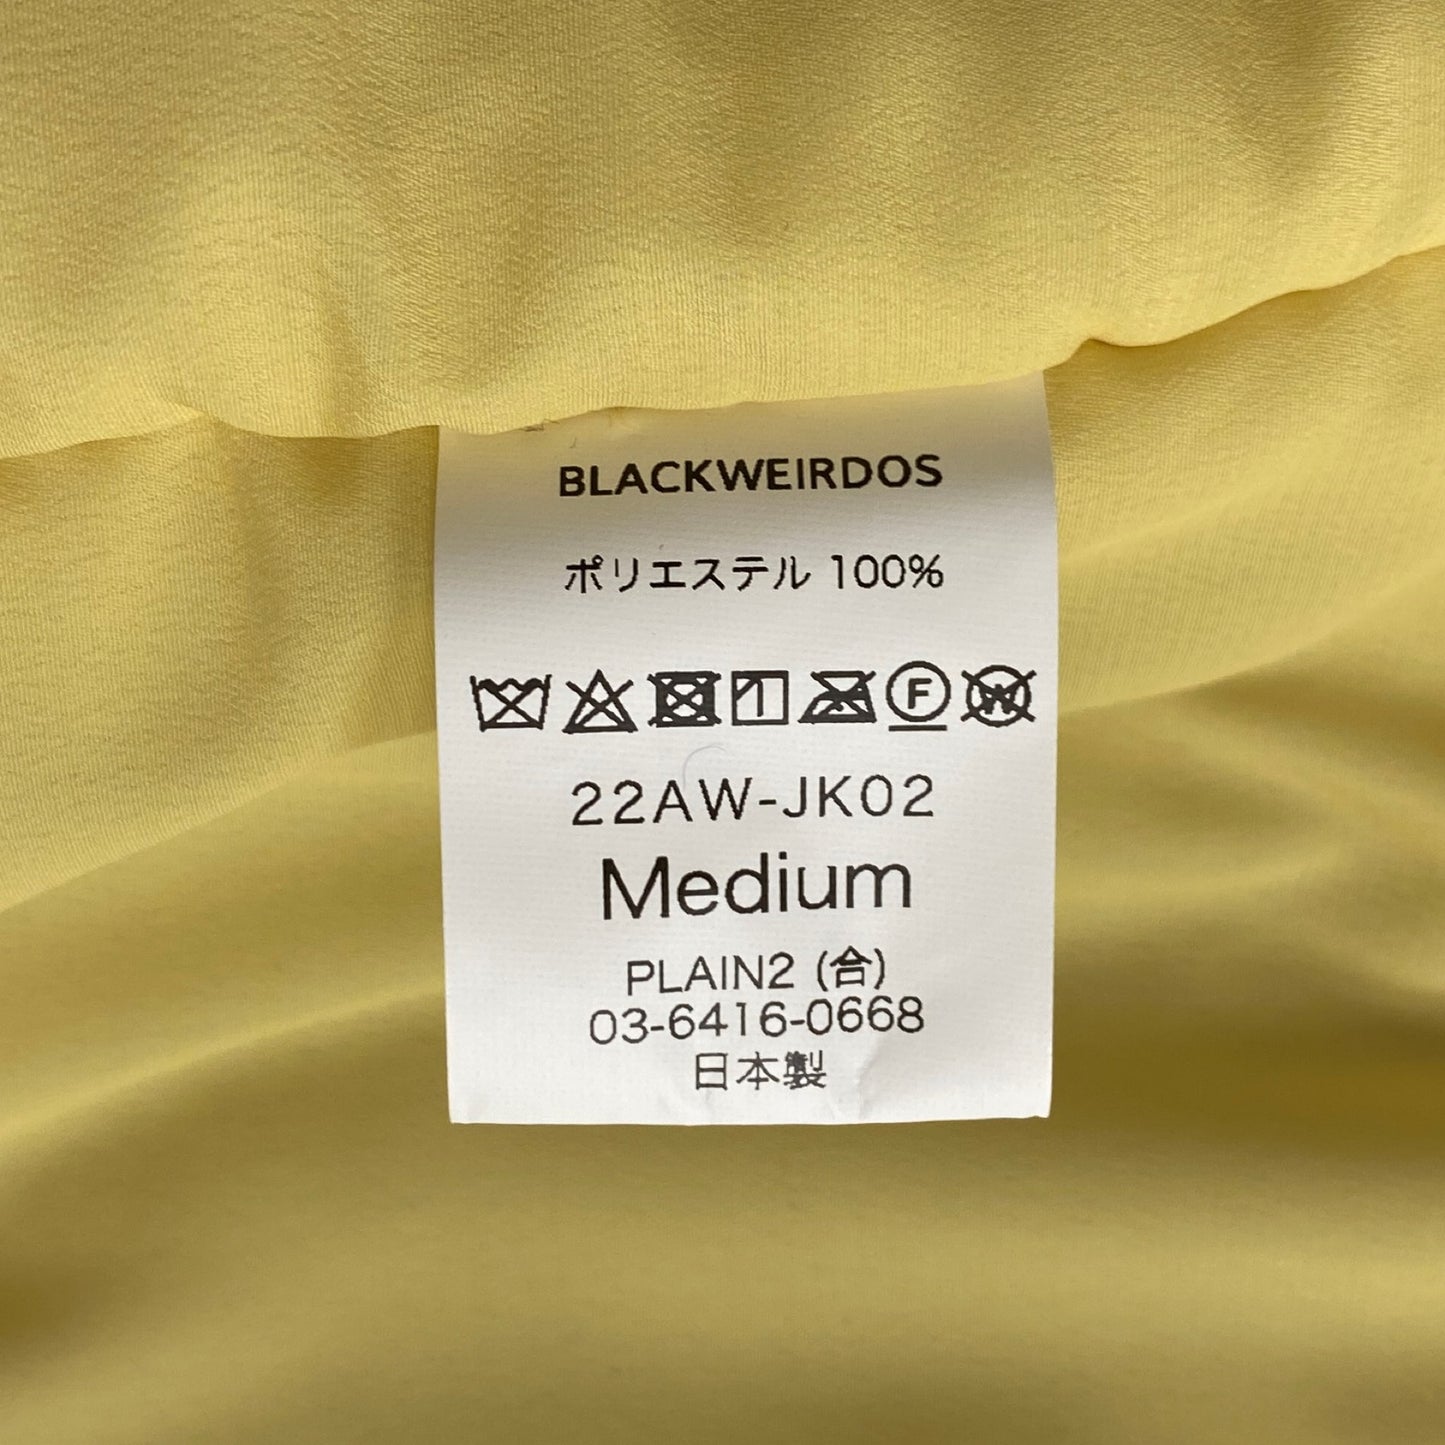 BLACKWEIRDOS
ポリエステル 100%
F W
22AW-JK02
Medium
PLAIN2 (合)
03-6416-0668
日本製